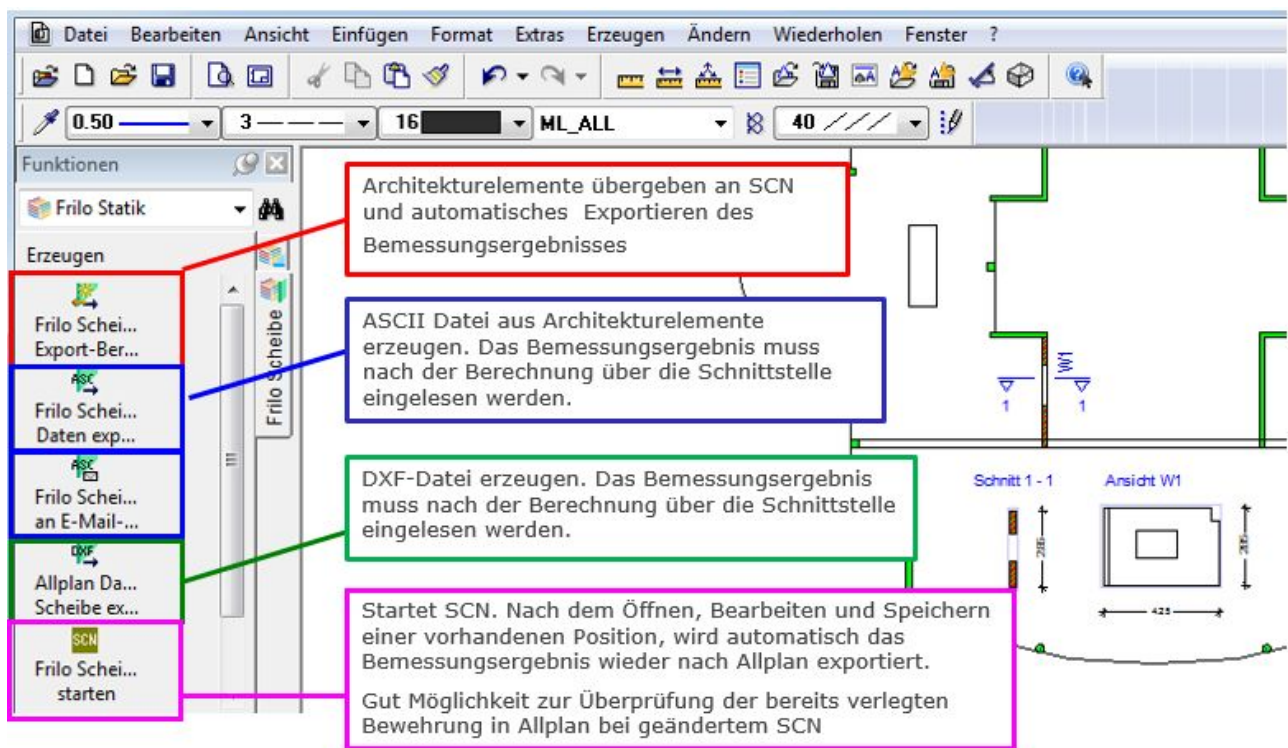 Datei Bearbeiten Ansicht Einfügen Format Extras Erzeugen Ändern Wiederholen Fenster ?
0.50 3 16 ML_ALL 40
Funktionen
Frilo Statik
Erzeugen
Frilo Schei...
Export-Ber...
ASC
Frilo Schei...
Daten exp...
ASC
Frilo Schei...
an E-Mail-...
DXF
Allplan Da...
Scheibe ex...
SCN
Frilo Schei...
starten
Frilo Scheibe
Architekturelemente übergeben an SCN
und automatisches Exportieren des
Bemessungsergebnisses
ASCII Datei aus Architekturelemente
erzeugen. Das Bemessungsergebnis muss
nach der Berechnung über die Schnittstelle
eingelesen werden.
DXF-Datei erzeugen. Das Bemessungsergebnis
muss nach der Berechnung über die Schnittstelle
eingelesen werden.
Startet SCN. Nach dem Öffnen, Bearbeiten und Speichern
einer vorhandenen Position, wird automatisch das
Bemessungsergebnis wieder nach Allplan exportiert.
Gut Möglichkeit zur Überprüfung der bereits verlegten
Bewehrung in Allplan bei geändertem SCN
W1
1 1
Schnitt 1 - 1 Ansicht W1